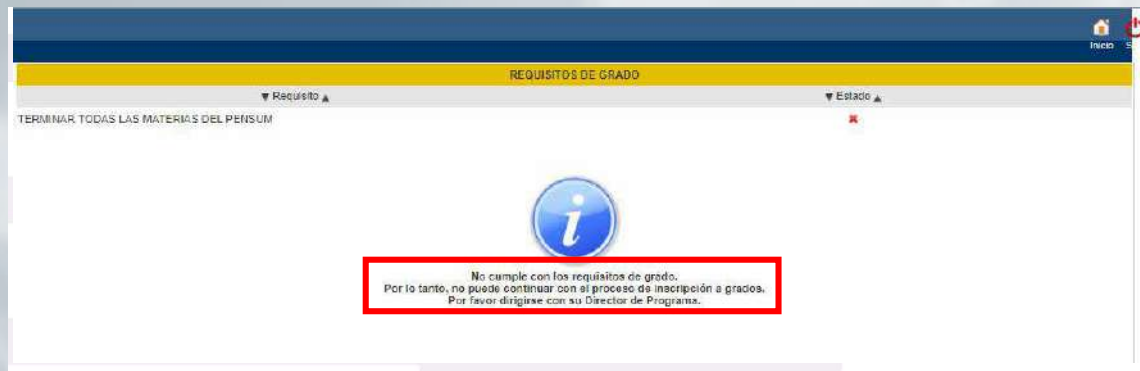 Inicio
REQUISITOS DE GRADO
▼ Requisito ▲ ▼ Estado ▲
TERMINAR TODAS LAS MATERIAS DEL PENSUM
No cumple con los requisitos de grado.
Por lo tanto, no puede continuar con el proceso de inscripción a grados.
Por favor dirigirse con su Director de Programa.